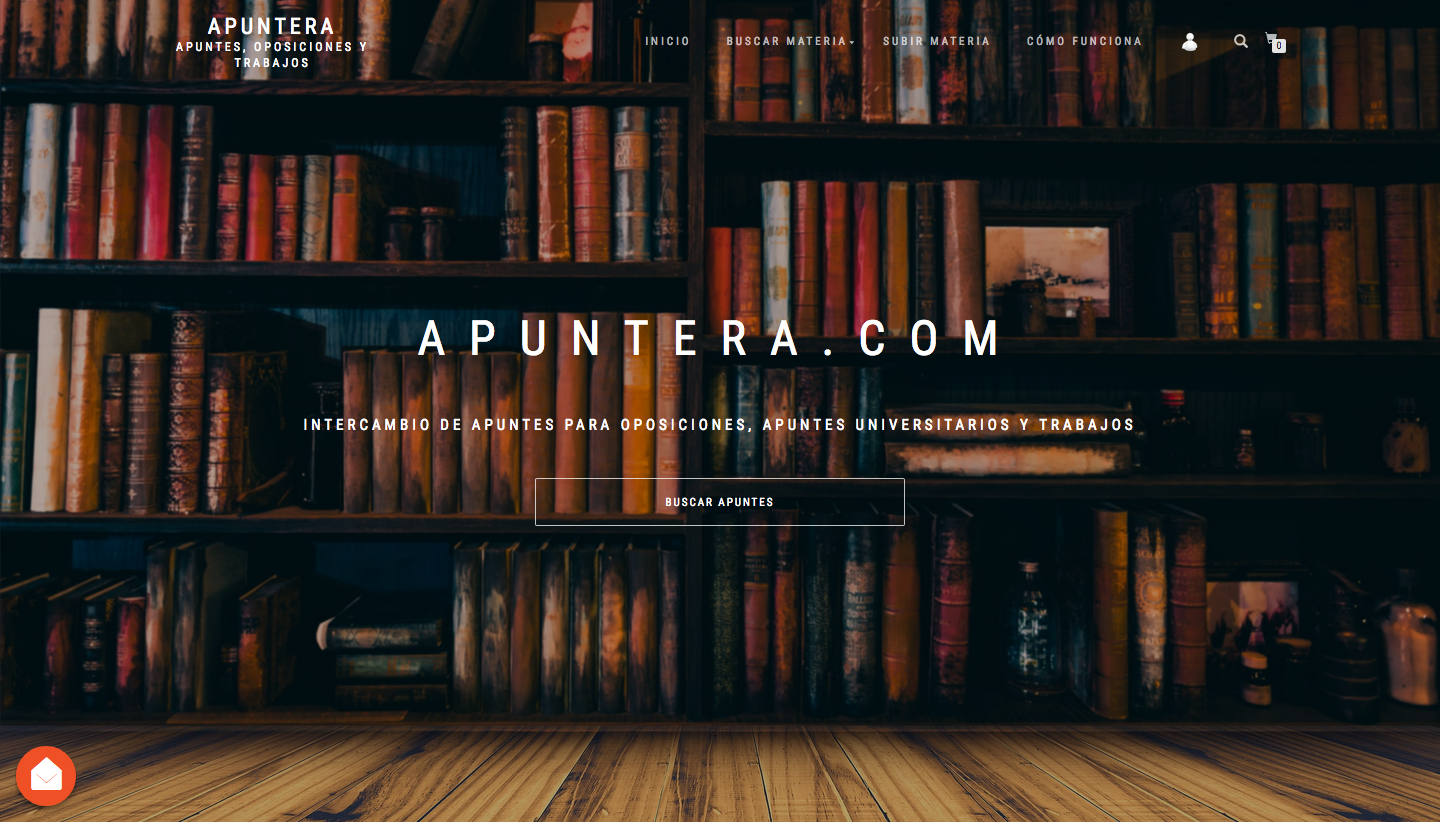 APUNTERA
APUNTES, OPOSICIONES Y
TRABAJOS
INICIO
BUSCAR MATERIA
SUBIR MATERIA
CÓMO FUNCIONA
0
APUNTERA.COM
INTERCAMBIO DE APUNTES PARA OPOSICIONES, APUNTES UNIVERSITARIOS Y TRABAJOS
BUSCAR APUNTES